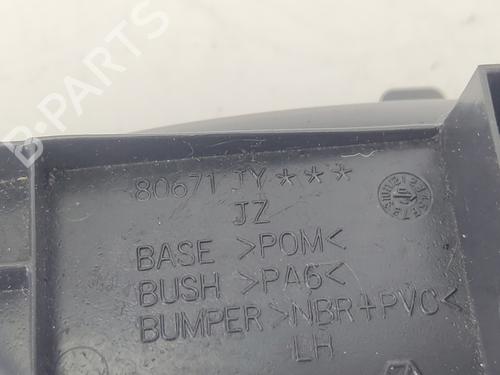 B-PARTS
80671 JY***
JZ
BASE >POM<
BUSH >PA6<
BUMPER >NBR+PVC<
LH